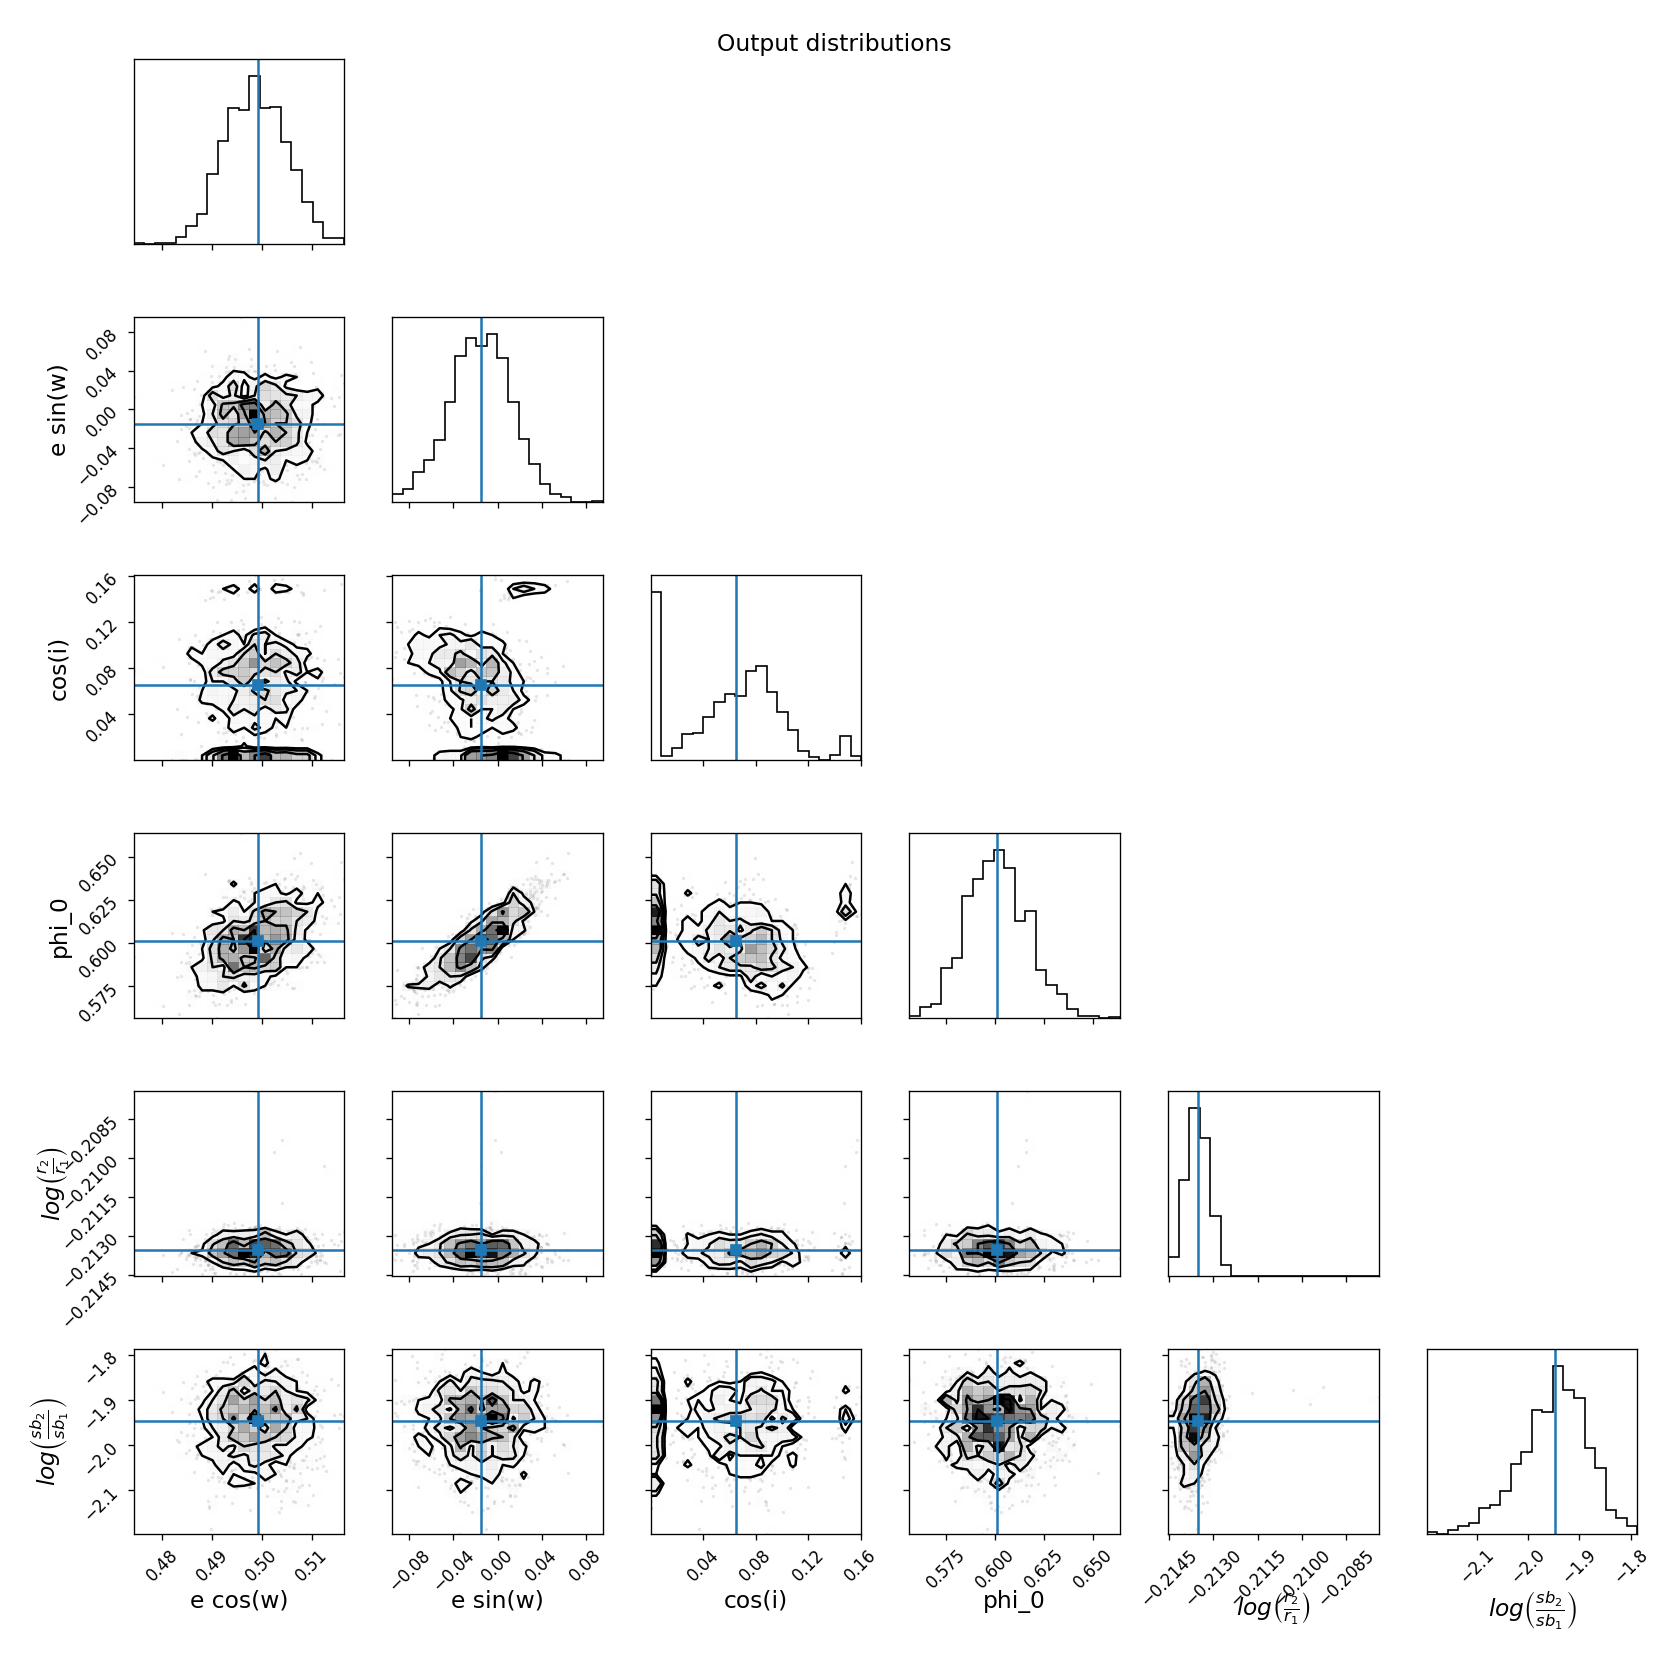 Output distributions
e sin(w)
0.08
0.04
0.00
−0.04
−0.08
cos(i)
0.16
0.12
0.08
0.04
phi_0
0.650
0.625
0.600
0.575
log(r₂/r₁)
−0.2085
−0.2100
−0.2115
−0.2130
−0.2145
log(sb₂/sb₁)
−1.8
−1.9
−2.0
−2.1
0.48 0.49 0.50 0.51
−0.08 −0.04 0.00 0.04 0.08
0.04 0.08 0.12 0.16
0.575 0.600 0.625 0.650
−0.2145 −0.2130 −0.2115 −0.2100 −0.2085
−2.1 −2.0 −1.9 −1.8
e cos(w)
e sin(w)
cos(i)
phi_0
log(r₂/r₁)
log(sb₂/sb₁)